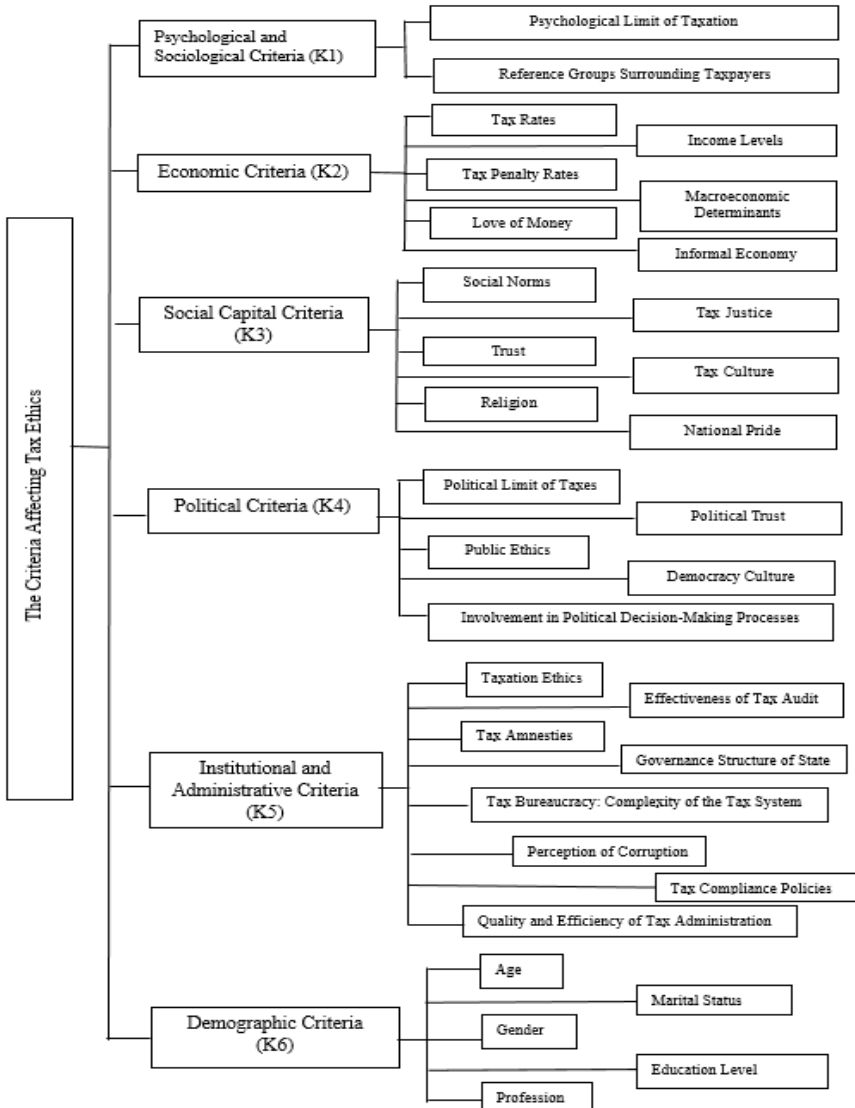 The Criteria Affecting Tax Ethics
Psychological and
Sociological Criteria (K1)
Psychological Limit of Taxation
Reference Groups Surrounding Taxpayers
Economic Criteria (K2)
Tax Rates
Income Levels
Tax Penalty Rates
Macroeconomic
Determinants
Love of Money
Informal Economy
Social Capital Criteria
(K3)
Social Norms
Tax Justice
Trust
Tax Culture
Religion
National Pride
Political Criteria (K4)
Political Limit of Taxes
Political Trust
Public Ethics
Democracy Culture
Involvement in Political Decision-Making Processes
Institutional and
Administrative Criteria
(K5)
Taxation Ethics
Effectiveness of Tax Audit
Tax Amnesties
Governance Structure of State
Tax Bureaucracy: Complexity of the Tax System
Perception of Corruption
Tax Compliance Policies
Quality and Efficiency of Tax Administration
Demographic Criteria
(K6)
Age
Marital Status
Gender
Education Level
Profession